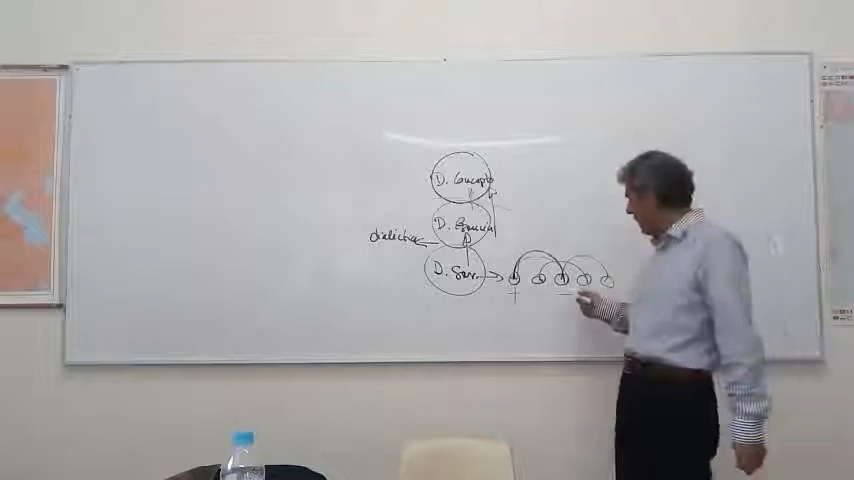 D. Concepto
D. Esencia
dialéctica
D. Ser
+
—